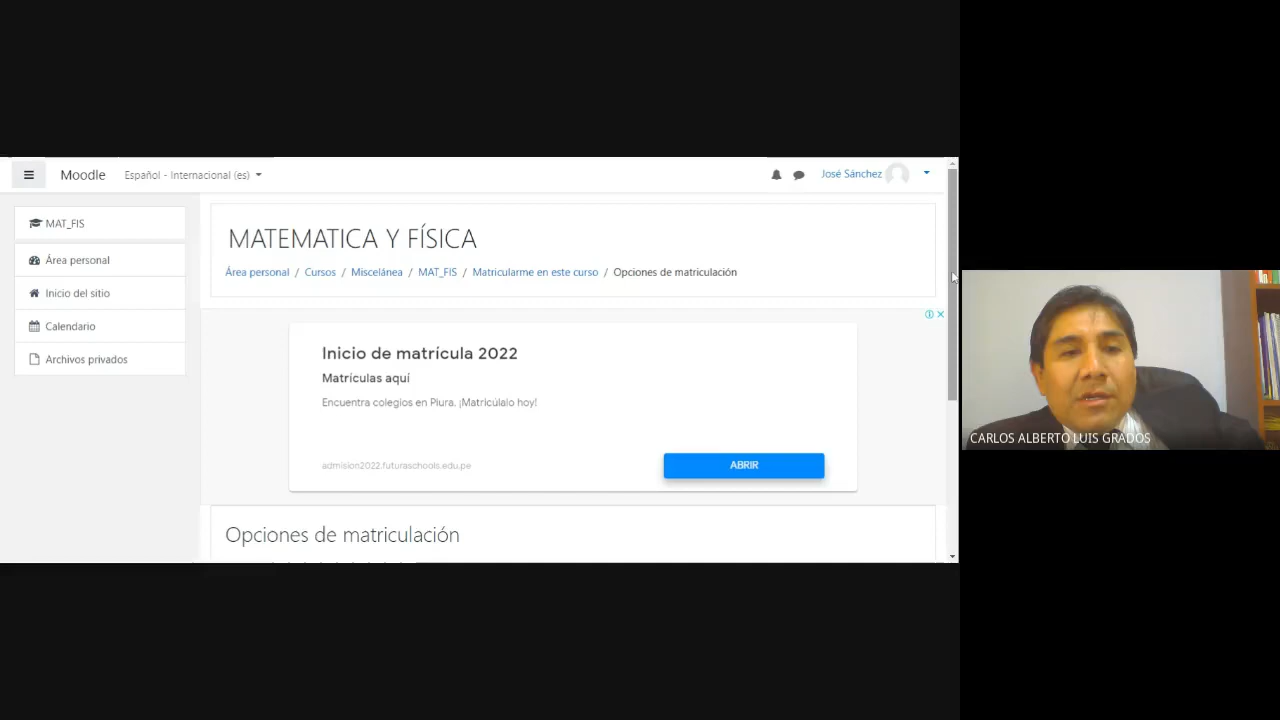 Moodle Español - Internacional (es) José Sánchez
MAT_FIS
Área personal
Inicio del sitio
Calendario
Archivos privados
MATEMATICA Y FÍSICA
Área personal / Cursos / Miscelánea / MAT_FIS / Matricularme en este curso / Opciones de matriculación
Inicio de matrícula 2022
Matrículas aquí
Encuentra colegios en Piura. ¡Matricúlalo hoy!
admision2022.futuraschools.edu.pe
ABRIR
Opciones de matriculación
CARLOS ALBERTO LUIS GRADOS